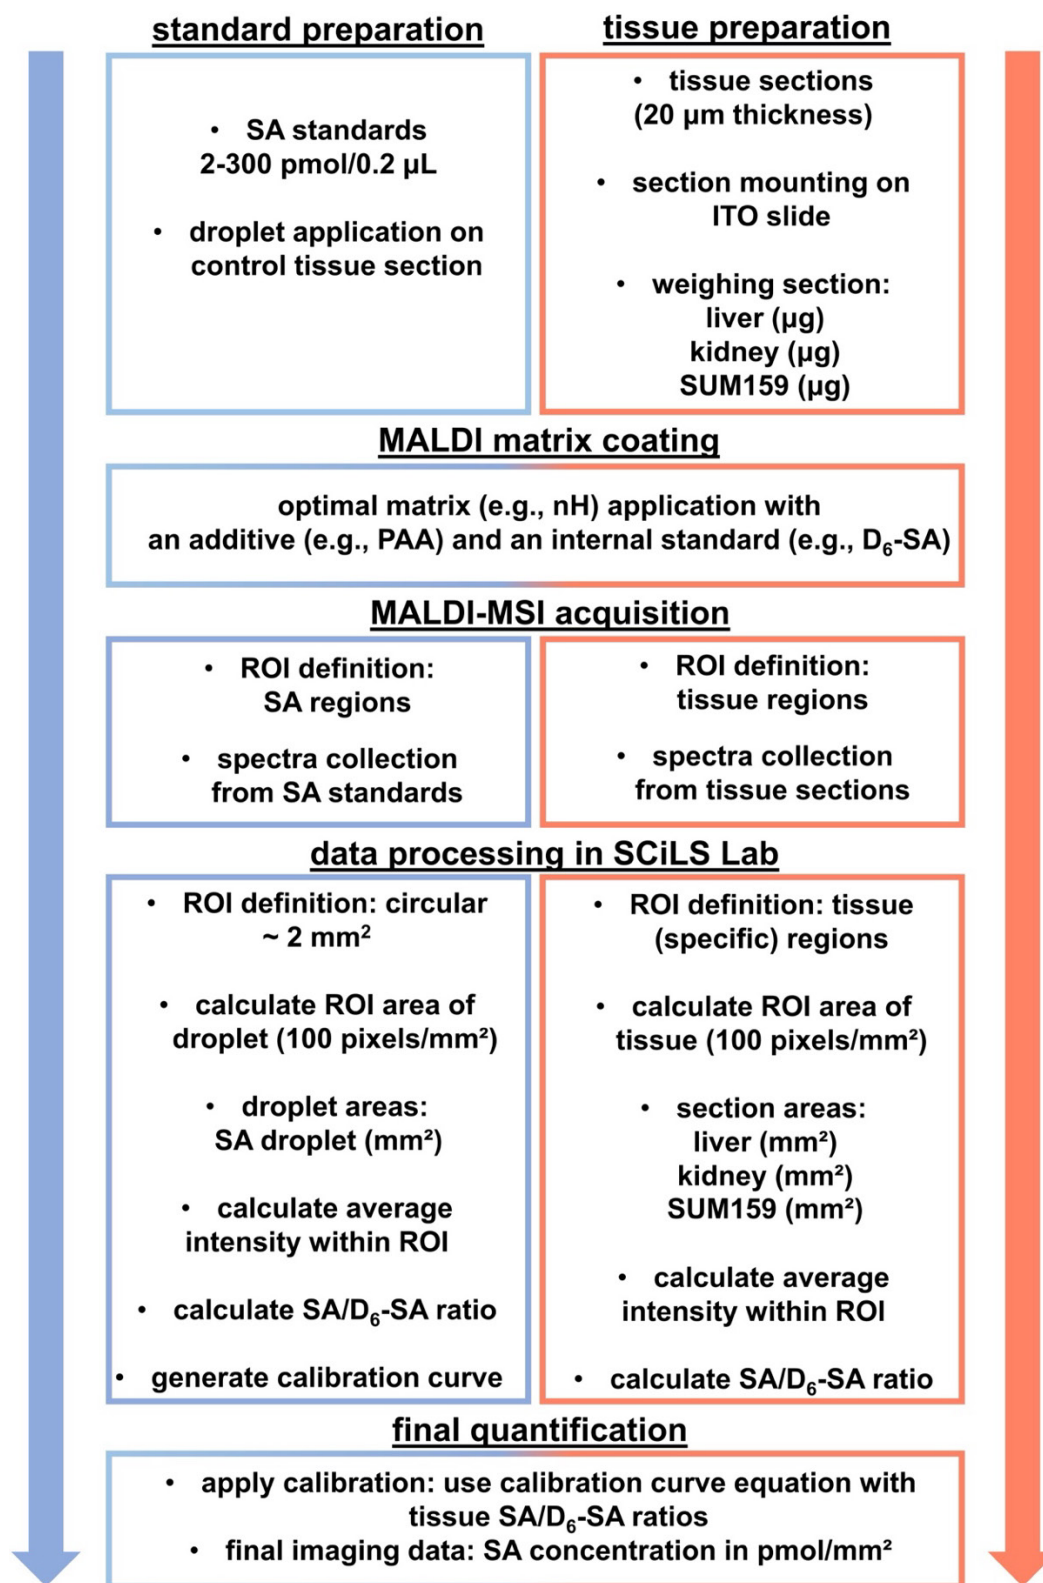 standard preparation
• SA standards
2-300 pmol/0.2 µL
• droplet application on
control tissue section
tissue preparation
• tissue sections
(20 µm thickness)
• section mounting on
ITO slide
• weighing section:
liver (µg)
kidney (µg)
SUM159 (µg)
MALDI matrix coating
optimal matrix (e.g., nH) application with
an additive (e.g., PAA) and an internal standard (e.g., D₆-SA)
MALDI-MSI acquisition
• ROI definition:
SA regions
• spectra collection
from SA standards
• ROI definition:
tissue regions
• spectra collection
from tissue sections
data processing in SCiLS Lab
• ROI definition: circular
~ 2 mm²
• calculate ROI area of
droplet (100 pixels/mm²)
• droplet areas:
SA droplet (mm²)
• calculate average
intensity within ROI
• calculate SA/D₆-SA ratio
• generate calibration curve
• ROI definition: tissue
(specific) regions
• calculate ROI area of
tissue (100 pixels/mm²)
• section areas:
liver (mm²)
kidney (mm²)
SUM159 (mm²)
• calculate average
intensity within ROI
• calculate SA/D₆-SA ratio
final quantification
• apply calibration: use calibration curve equation with
tissue SA/D₆-SA ratios
• final imaging data: SA concentration in pmol/mm²